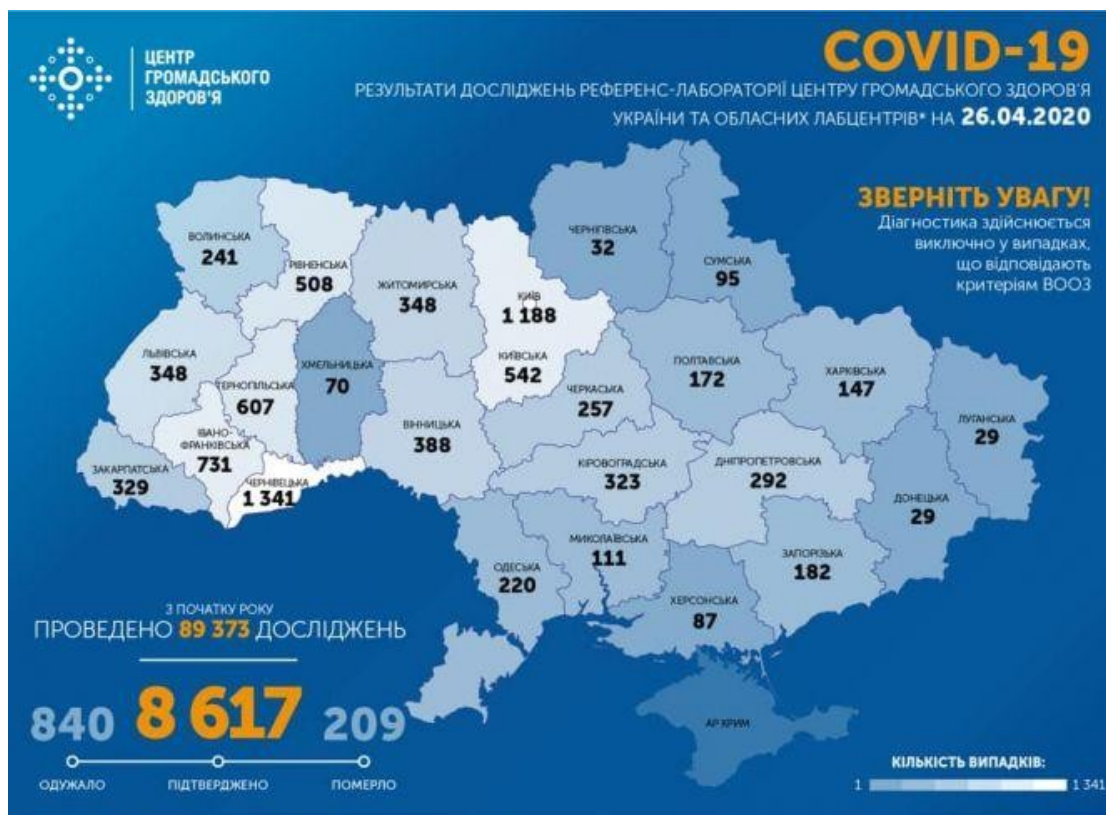 ЦЕНТР
ГРОМАДСЬКОГО
ЗДОРОВ'Я
COVID-19
РЕЗУЛЬТАТИ ДОСЛІДЖЕНЬ РЕФЕРЕНС-ЛАБОРАТОРІЇ ЦЕНТРУ ГРОМАДСЬКОГО ЗДОРОВ'Я
УКРАЇНИ ТА ОБЛАСНИХ ЛАБЦЕНТРІВ* НА 26.04.2020
ЗВЕРНІТЬ УВАГУ!
Діагностика здійснюється
виключно у випадках,
що відповідають
критеріям ВООЗ
ВОЛИНСЬКА
241
РІВНЕНСЬКА
508
ЖИТОМИРСЬКА
348
КИЇВ
1 188
КИЇВСЬКА
542
ЧЕРНІГІВСЬКА
32
СУМСЬКА
95
ЛЬВІВСЬКА
348
ТЕРНОПІЛЬСЬКА
607
ХМЕЛЬНИЦЬКА
70
ВІННИЦЬКА
388
ЧЕРКАСЬКА
257
ПОЛТАВСЬКА
172
ХАРКІВСЬКА
147
ЛУГАНСЬКА
29
ІВАНО-
ФРАНКІВСЬКА
731
ЗАКАРПАТСЬКА
329
ЧЕРНІВЕЦЬКА
1 341
КІРОВОГРАДСЬКА
323
ДНІПРОПЕТРОВСЬКА
292
ДОНЕЦЬКА
29
ОДЕСЬКА
220
МИКОЛАЇВСЬКА
111
ЗАПОРІЗЬКА
182
ХЕРСОНСЬКА
87
АР КРИМ
З ПОЧАТКУ РОКУ
ПРОВЕДЕНО 89 373 ДОСЛІДЖЕНЬ
840 8 617 209
ОДУЖАЛО ПІДТВЕРДЖЕНО ПОМЕРЛО
КІЛЬКІСТЬ ВИПАДКІВ:
1 1 341